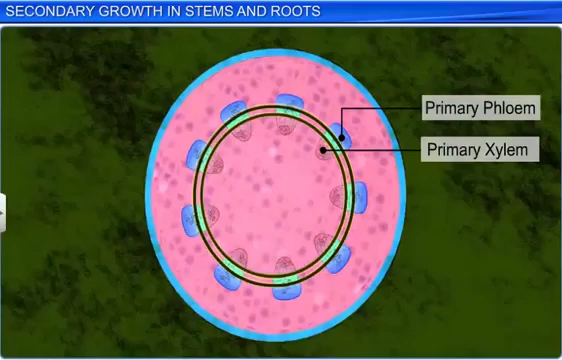 SECONDARY GROWTH IN STEMS AND ROOTS
Primary Phloem
Primary Xylem